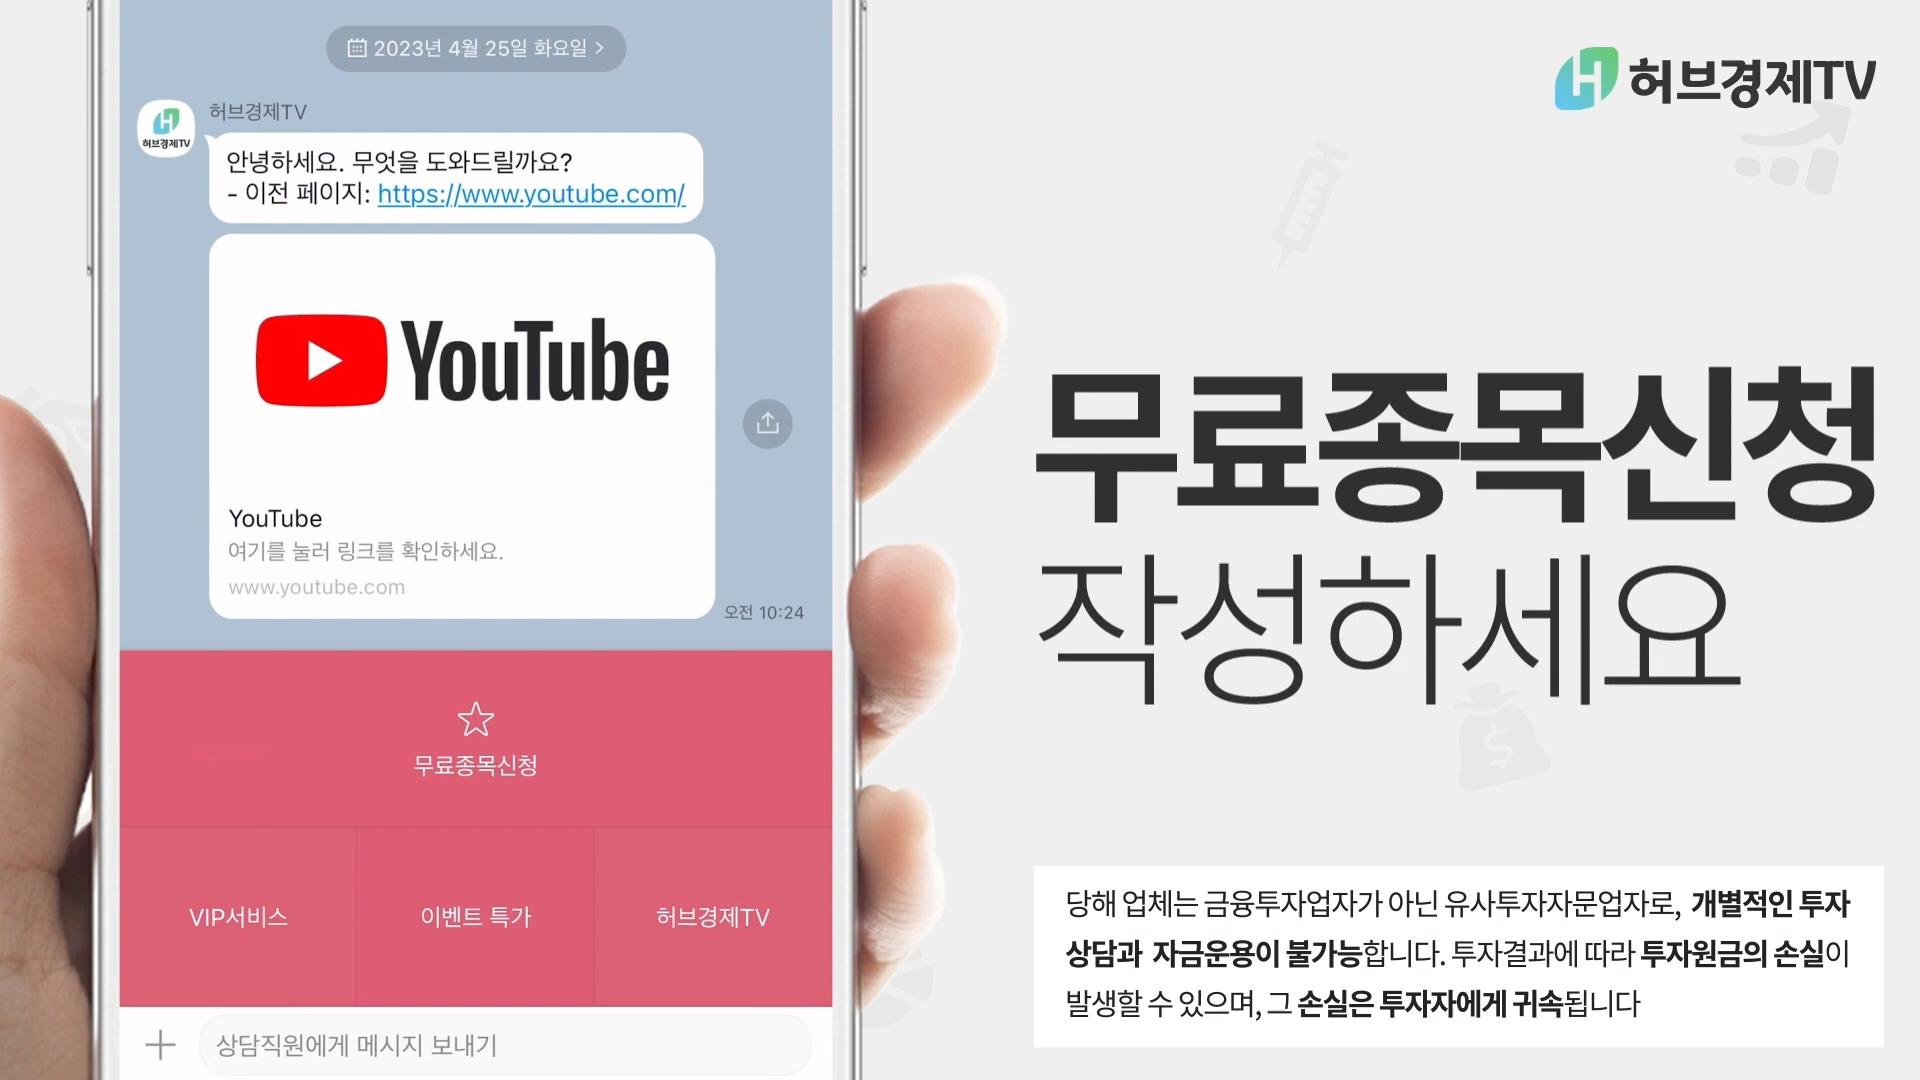 2023년 4월 25일 화요일 >
허브경제TV
허브경제TV
안녕하세요. 무엇을 도와드릴까요?
- 이전 페이지: https://www.youtube.com/
YouTube
YouTube
여기를 눌러 링크를 확인하세요.
www.youtube.com
오전 10:24
무료종목신청
VIP서비스
이벤트 특가
허브경제TV
상담직원에게 메시지 보내기
허브경제TV
무료종목신청
작성하세요
당해 업체는 금융투자업자가 아닌 유사투자자문업자로, 개별적인 투자
상담과 자금운용이 불가능합니다. 투자결과에 따라 투자원금의 손실이
발생할 수 있으며, 그 손실은 투자자에게 귀속됩니다